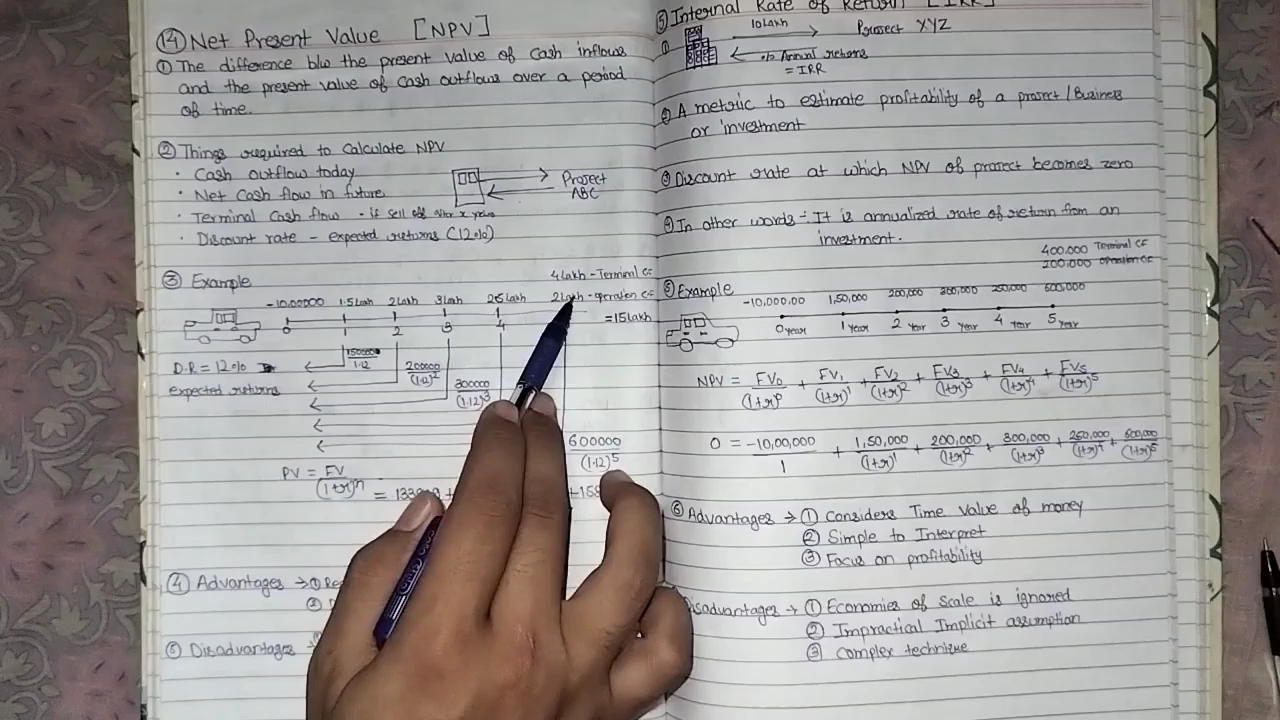 ⑭ Net Present Value [NPV]
① The difference b/w the present value of cash inflows
and the present value of cash outflows over a period
of time.
② Things required to calculate NPV
· Cash outflow today
· Net Cash flow in future
· Terminal Cash flow - if sell off after x years
· Discount rate - expected returns (12%)
Project
ABC
③ Example
4 Lakh - Terminal CF
2 Lakh - operation CF
= 15 Lakh
-10,00000 1.5 Lakh 2 Lakh 3 Lakh 2.5 Lakh
0 1 2 3 4
D.R = 12%
expected returns
150000
1.12
200000
(1.12)²
300000
(1.12)³
600000
(1.12)⁵
PV = FV
(1+r)ⁿ
④ Advantages → ①
②
⑤ Disadvantages
⑤ Internal Rate of Return [IRR]
①
10 Lakh
Project XYZ
% Annual returns
= IRR
② A metric to estimate profitability of a project / Business
or investment
③ Discount rate at which NPV of project becomes zero
④ In other words :- It is annualized rate of return from an
investment.
400,000 Terminal CF
200,000 operation CF
⑤ Example
-10,000,00 1,50,000 200,000 300,000 250,000 600,000
0 year 1 Year 2 Year 3 Year 4 Year 5 Year
NPV = FV₀/(1+r)⁰ + FV₁/(1+r)¹ + FV₂/(1+r)² + FV₃/(1+r)³ + FV₄/(1+r)⁴ + FV₅/(1+r)⁵
0 = -10,00,000/1 + 1,50,000/(1+r)¹ + 200,000/(1+r)² + 300,000/(1+r)³ + 250,000/(1+r)⁴ + 600,000/(1+r)⁵
⑥ Advantages → ① Considers Time Value of money
② Simple to Interpret
③ Focus on profitability
Disadvantages → ① Economies of Scale is ignored
② Impractical Implicit assumption
③ complex technique